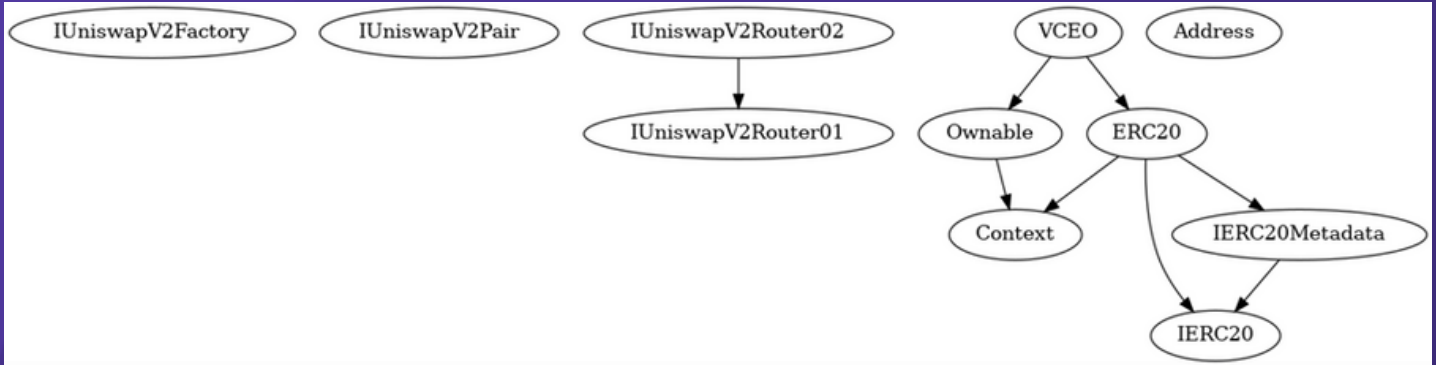 IUniswapV2Factory
IUniswapV2Pair
IUniswapV2Router02
VCEO
Address
IUniswapV2Router01
Ownable
ERC20
Context
IERC20Metadata
IERC20